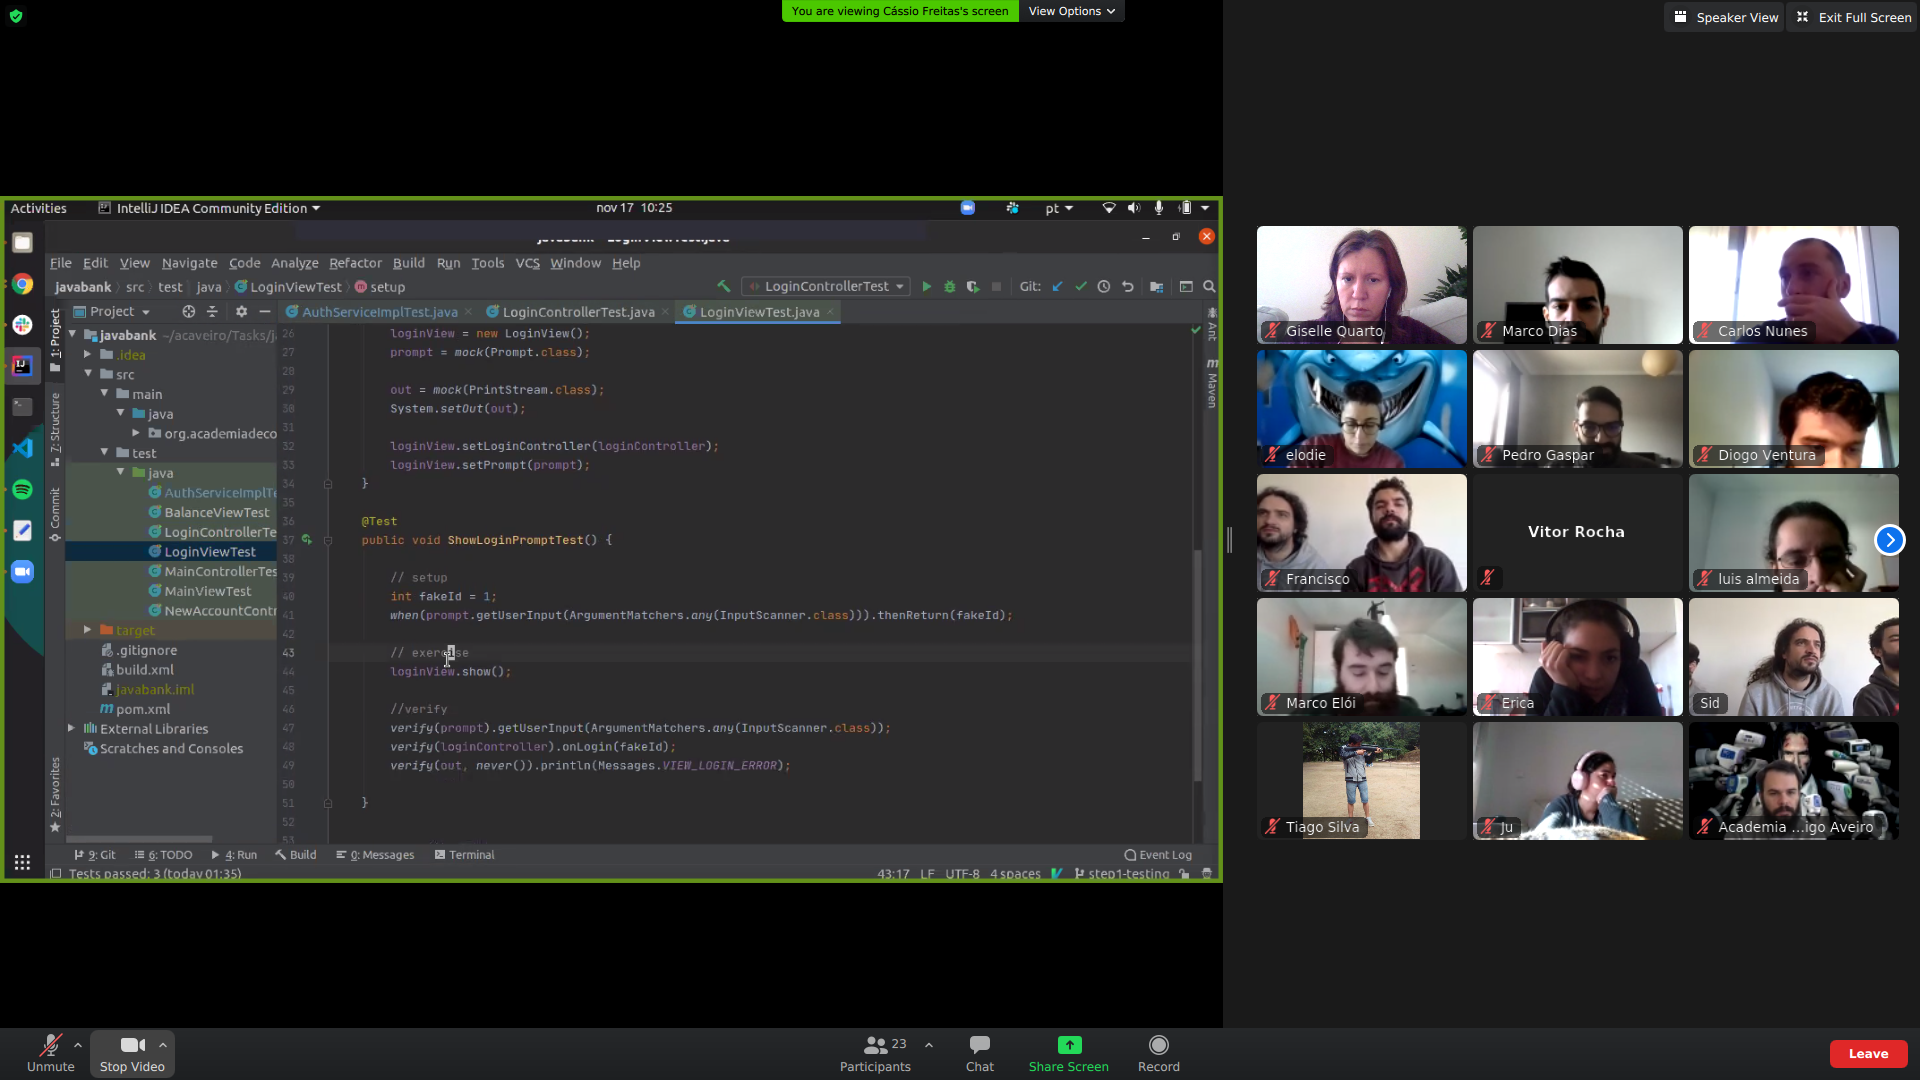 You are viewing Cássio Freitas's screen
View Options
Speaker View
Exit Full Screen
Activities
IntelliJ IDEA Community Edition
nov 17 10:25
pt
File Edit View Navigate Code Analyze Refactor Build Run Tools VCS Window Help
javabank src test java LoginViewTest setup
LoginControllerTest
Git:
Project
AuthServiceImplTest.java
LoginControllerTest.java
LoginViewTest.java
1: Project
7: Structure
Commit
2: Favorites
Ant
Maven
javabank ~/acaveiro/Tasks/j
.idea
src
main
java
org.academiadeco
test
java
AuthServiceImplTe
BalanceViewTest
LoginControllerTe
LoginViewTest
MainControllerTes
MainViewTest
NewAccountContr
target
.gitignore
build.xml
javabank.iml
pom.xml
External Libraries
Scratches and Consoles
26 loginView = new LoginView();
27 prompt = mock(Prompt.class);
28
29 out = mock(PrintStream.class);
30 System.setOut(out);
31
32 loginView.setLoginController(loginController);
33 loginView.setPrompt(prompt);
34 }
35
36 @Test
37 public void ShowLoginPromptTest() {
38
39 // setup
40 int fakeId = 1;
41 when(prompt.getUserInput(ArgumentMatchers.any(InputScanner.class))).thenReturn(fakeId);
42
43 // exercise
44 loginView.show();
45
46 //verify
47 verify(prompt).getUserInput(ArgumentMatchers.any(InputScanner.class));
48 verify(loginController).onLogin(fakeId);
49 verify(out, never()).println(Messages.VIEW_LOGIN_ERROR);
50
51 }
52
53
9: Git
6: TODO
4: Run
Build
0: Messages
Terminal
Event Log
Tests passed: 3 (today 01:35)
43:17 LF UTF-8 4 spaces
step1-testing
Giselle Quarto
Marco Dias
Carlos Nunes
elodie
Pedro Gaspar
Diogo Ventura
Francisco
Vitor Rocha
luis almeida
Marco Elói
Erica
Sid
Tiago Silva
Ju
Academia ...igo Aveiro
Unmute
Stop Video
23
Participants
Chat
Share Screen
Record
Leave